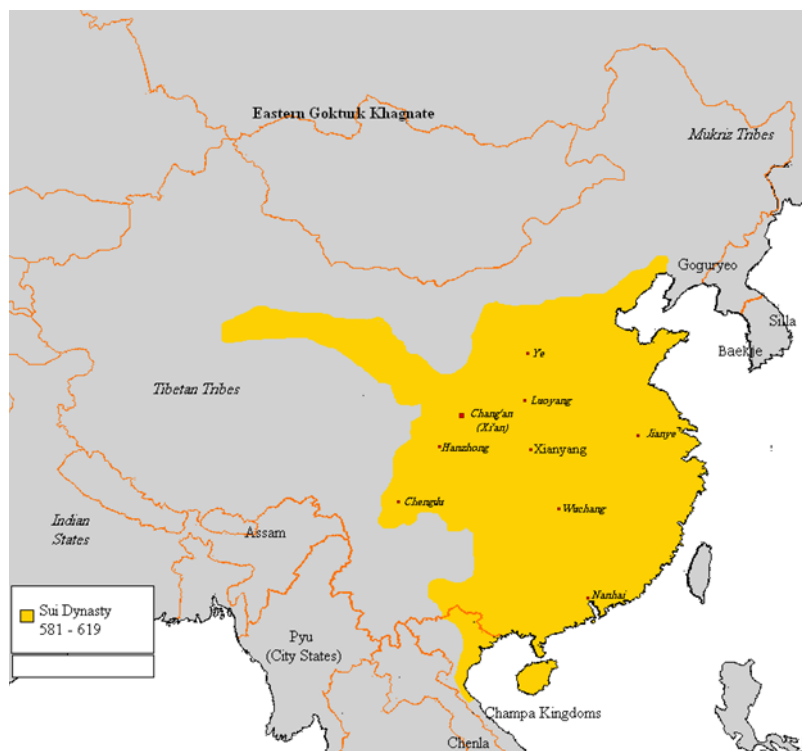 Eastern Gokturk Khagnate
Mukriz Tribes
Goguryeo
Silla
Baekje
Ye
Tibetan Tribes
Luoyang
Chang'an
(Xi'an)
Jianye
Hanzhong
Xianyang
Chengdu
Wuchang
Indian
States
Assam
Nanhai
Sui Dynasty
581 - 619
Pyu
(City States)
Champa Kingdoms
Chenla